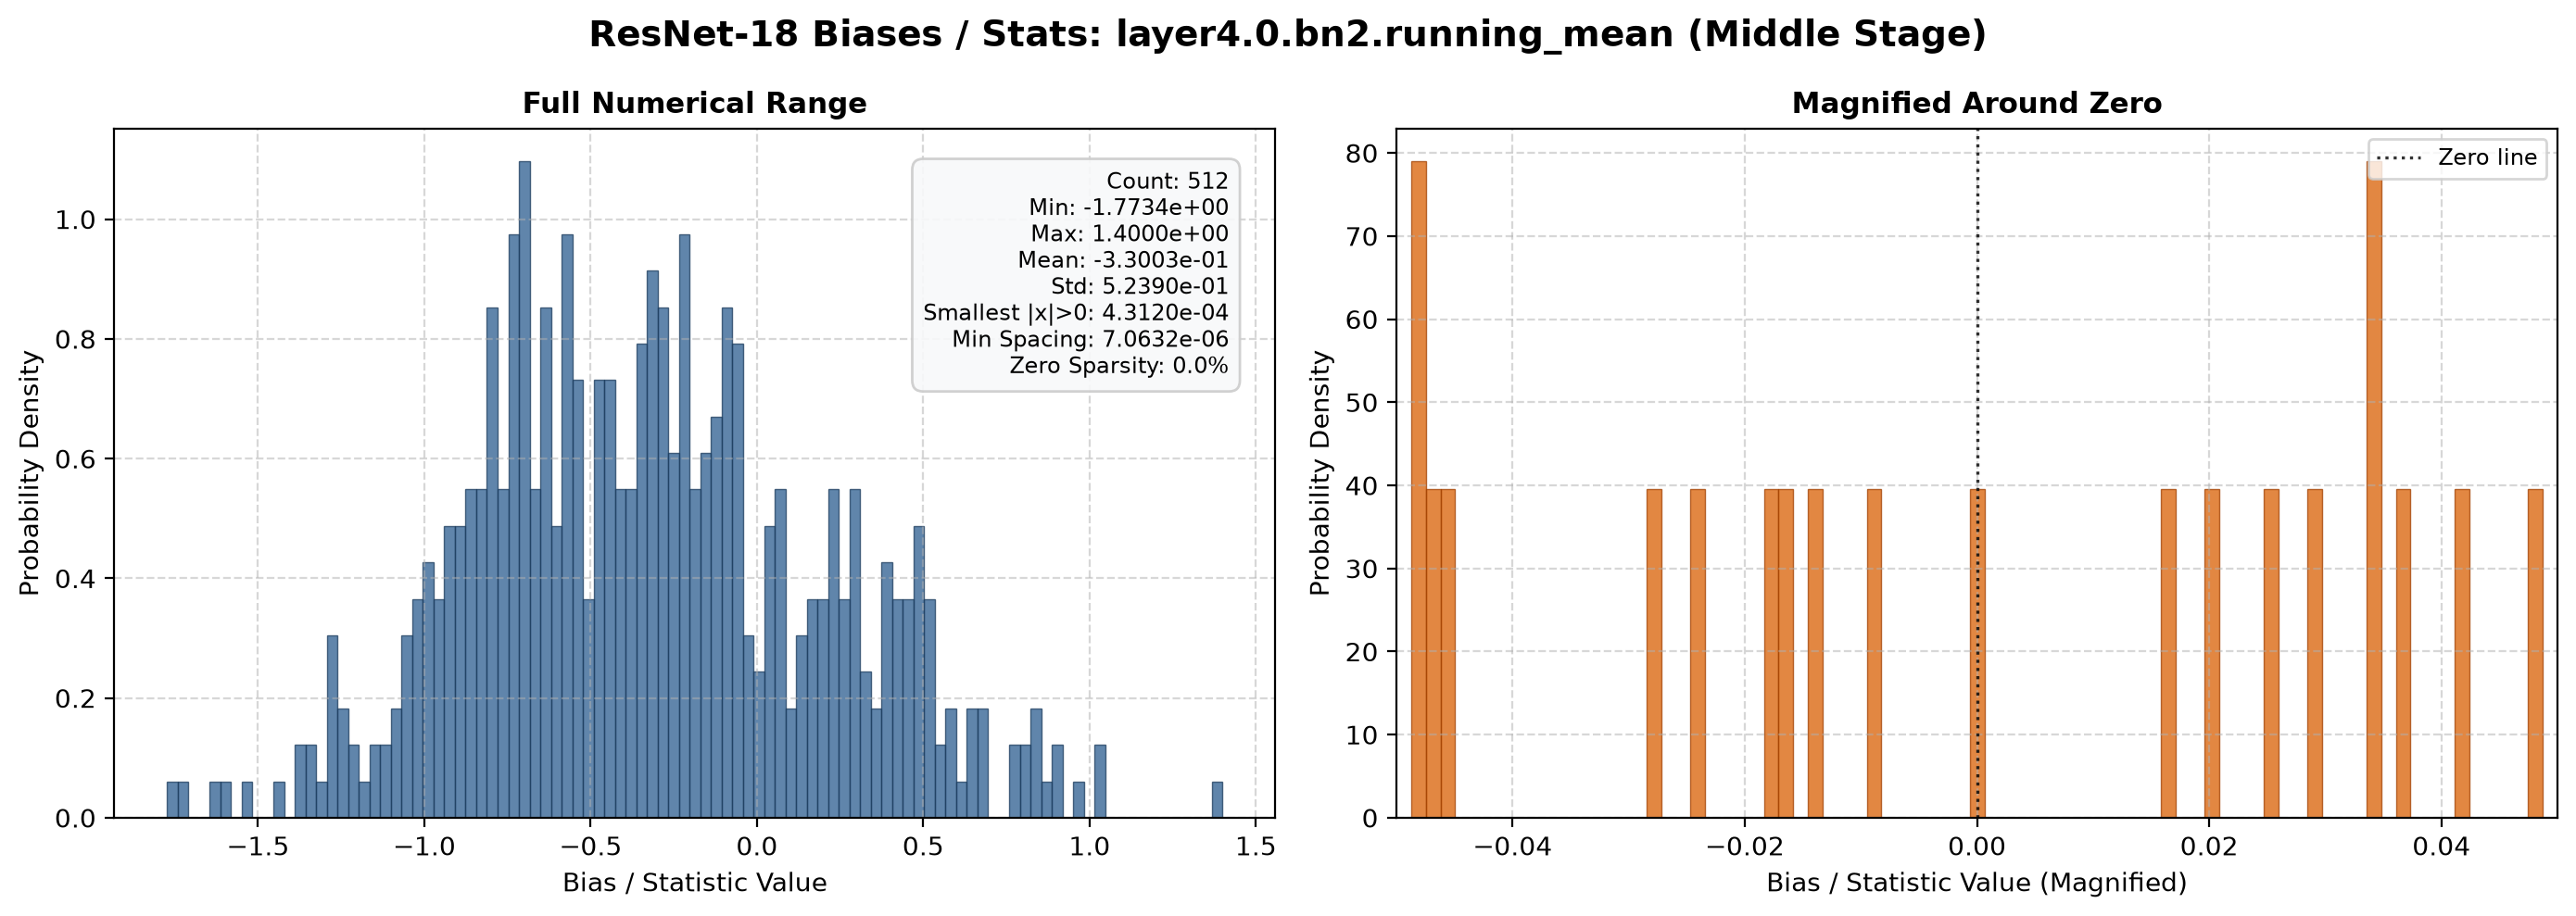 ResNet-18 Biases / Stats: layer4.0.bn2.running_mean (Middle Stage)
Full Numerical Range
Probability Density
1.0
0.8
0.6
0.4
0.2
0.0
Count: 512
Min: -1.7734e+00
Max: 1.4000e+00
Mean: -3.3003e-01
Std: 5.2390e-01
Smallest |x|>0: 4.3120e-04
Min Spacing: 7.0632e-06
Zero Sparsity: 0.0%
−1.5 −1.0 −0.5 0.0 0.5 1.0 1.5
Bias / Statistic Value
Magnified Around Zero
Probability Density
80
70
60
50
40
30
20
10
0
Zero line
−0.04 −0.02 0.00 0.02 0.04
Bias / Statistic Value (Magnified)